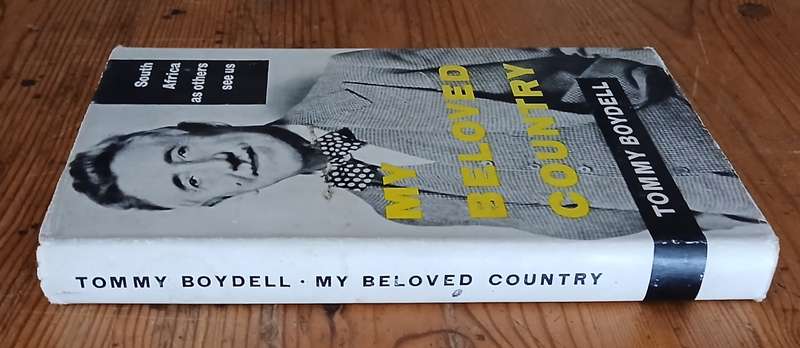 South
Africa
as others
see us
MY
BELOVED
COUNTRY
TOMMY BOYDELL
TOMMY BOYDELL · MY BELOVED COUNTRY